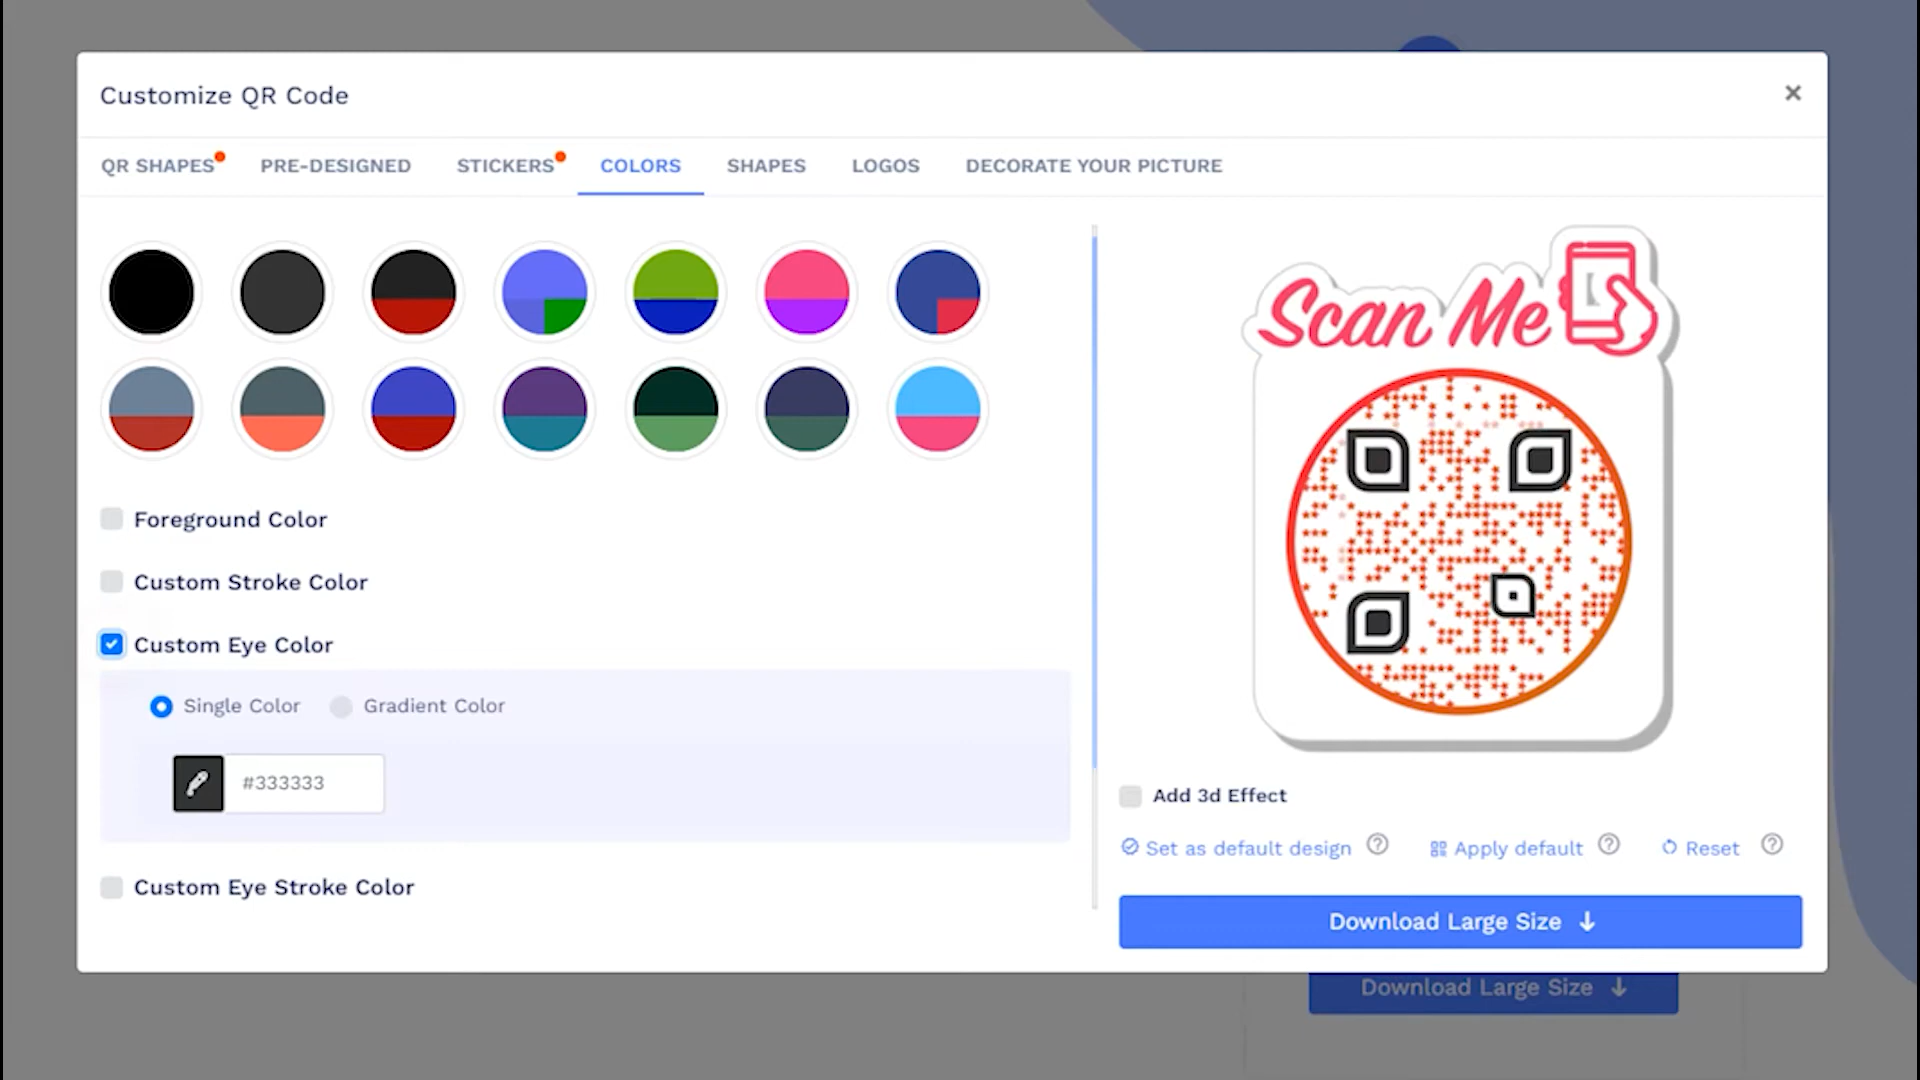 Customize QR Code
QR SHAPES PRE-DESIGNED STICKERS COLORS SHAPES LOGOS DECORATE YOUR PICTURE
Scan Me
Foreground Color
Custom Stroke Color
Custom Eye Color
Single Color Gradient Color
#333333
Custom Eye Stroke Color
Add 3d Effect
Set as default design ? Apply default ? Reset ?
Download Large Size
Download Large Size